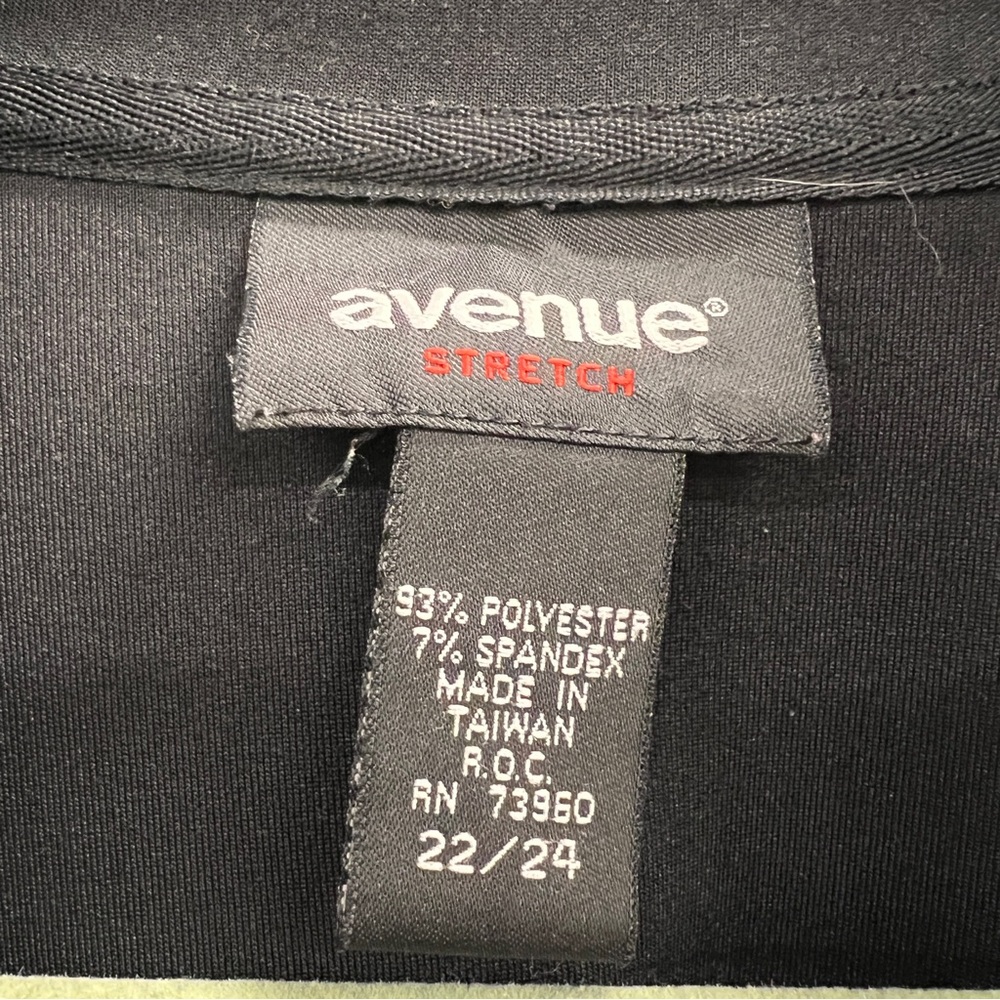 avenue®
STRETCH
93% POLYESTER
7% SPANDEX
MADE IN
TAIWAN
R.O.C.
RN 73960
22/24